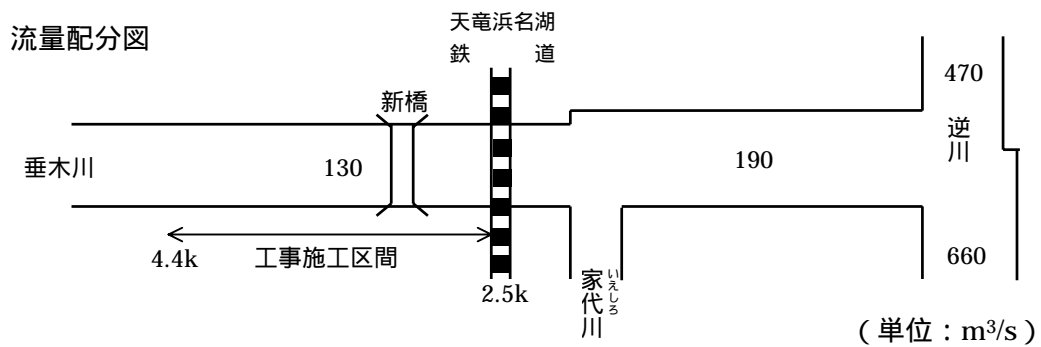 流量配分図
天竜浜名湖
鉄道
新橋
470
逆川
垂木川
130
190
4.4k
工事施工区間
2.5k
家代川
いえしろ
660
（単位：m³/s）